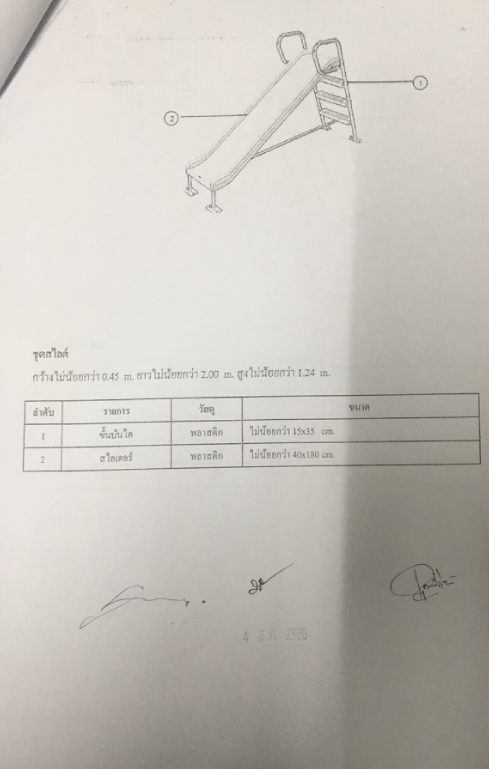 1
2
ชุดสไลด์
กว้างไม่น้อยกว่า 0.45 m. ยาวไม่น้อยกว่า 2.00 m. สูงไม่น้อยกว่า 1.24 m.
ลำดับ รายการ วัสดุ ขนาด
1 ขั้นบันได พลาสติก ไม่น้อยกว่า 15x35 cm.
2 สไลเดอร์ พลาสติก ไม่น้อยกว่า 40x180 cm.